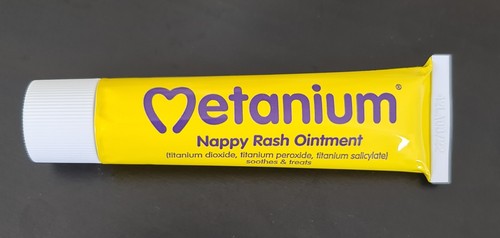 Metanium®
Nappy Rash Ointment
(titanium dioxide, titanium peroxide, titanium salicylate)
soothes & treats